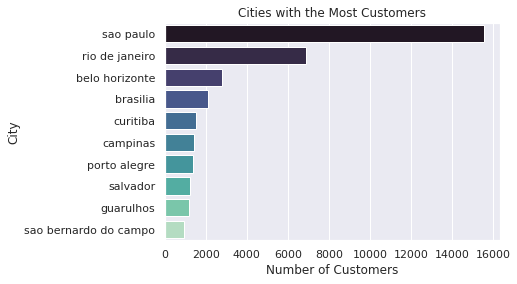 Cities with the Most Customers
City
sao paulo
rio de janeiro
belo horizonte
brasilia
curitiba
campinas
porto alegre
salvador
guarulhos
sao bernardo do campo
0 2000 4000 6000 8000 10000 12000 14000 16000
Number of Customers